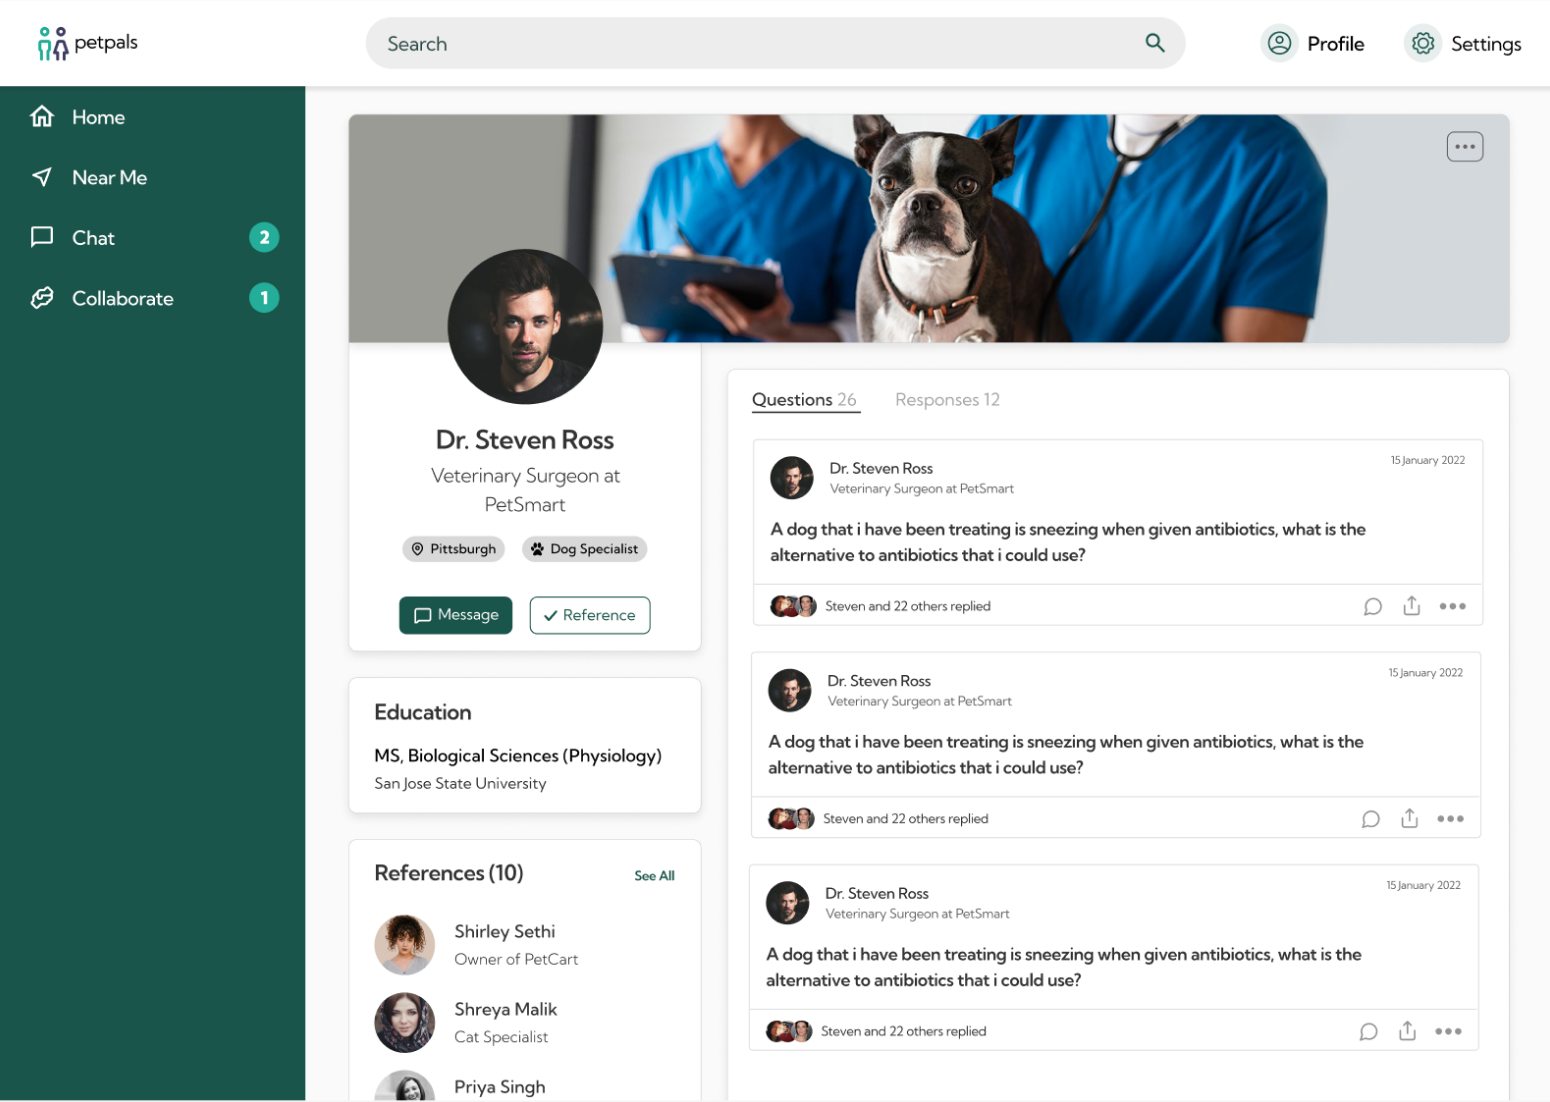 petpals
Search
Profile
Settings
Home
Near Me
Chat
2
Collaborate
1
Dr. Steven Ross
Veterinary Surgeon at
PetSmart
Pittsburgh
Dog Specialist
Message
Reference
Education
MS, Biological Sciences (Physiology)
San Jose State University
References (10)
See All
Shirley Sethi
Owner of PetCart
Shreya Malik
Cat Specialist
Priya Singh
Questions 26
Responses 12
Dr. Steven Ross
15 January 2022
Veterinary Surgeon at PetSmart
A dog that i have been treating is sneezing when given antibiotics, what is the
alternative to antibiotics that i could use?
Steven and 22 others replied
Dr. Steven Ross
15 January 2022
Veterinary Surgeon at PetSmart
A dog that i have been treating is sneezing when given antibiotics, what is the
alternative to antibiotics that i could use?
Steven and 22 others replied
Dr. Steven Ross
15 January 2022
Veterinary Surgeon at PetSmart
A dog that i have been treating is sneezing when given antibiotics, what is the
alternative to antibiotics that i could use?
Steven and 22 others replied